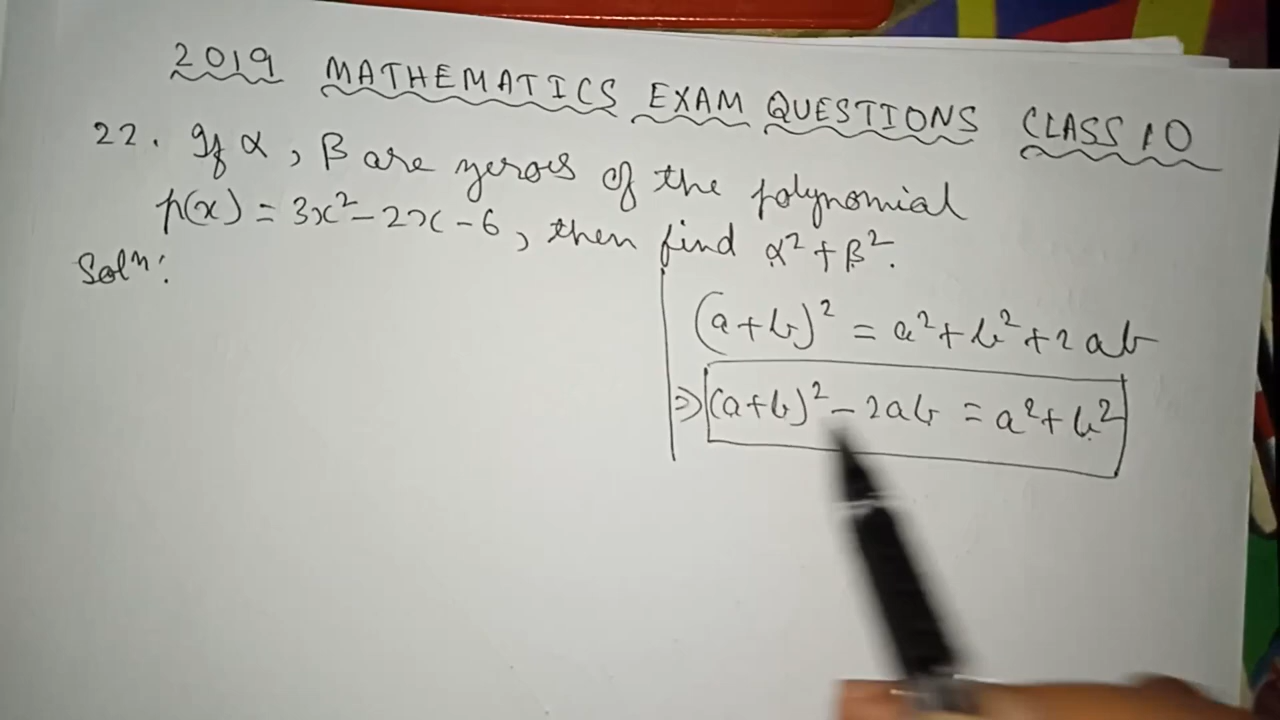 2019 MATHEMATICS EXAM QUESTIONS CLASS 10
22. If α, β are zeroes of the polynomial
p(x) = 3x² - 2x - 6, then find α² + β².
Solⁿ:
(a+b)² = a² + b² + 2ab
⇒ (a+b)² - 2ab = a² + b²